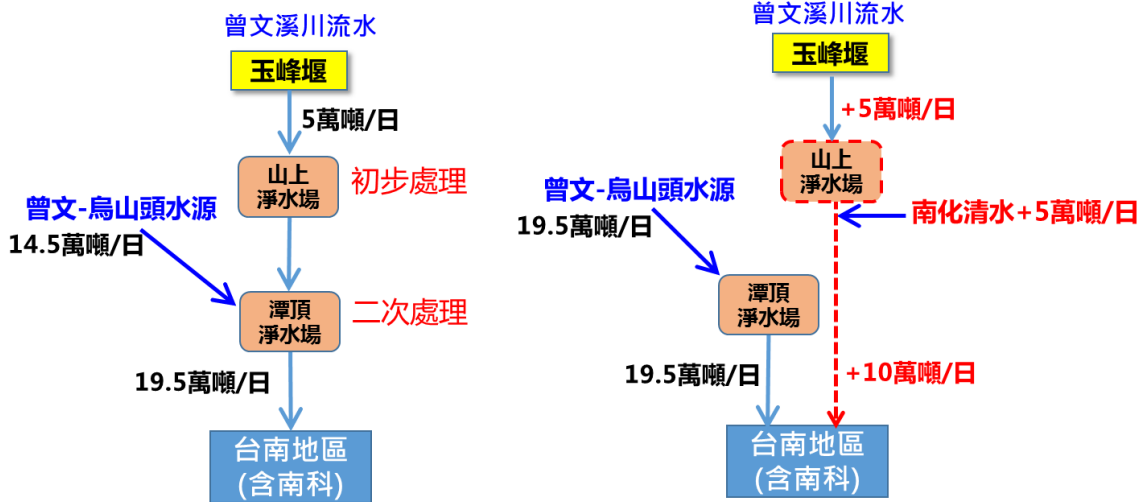 曾文溪川流水
玉峰堰
5萬噸/日
山上
淨水場
初步處理
曾文-烏山頭水源
14.5萬噸/日
潭頂
淨水場
二次處理
19.5萬噸/日
台南地區
(含南科)
曾文溪川流水
玉峰堰
+5萬噸/日
山上
淨水場
曾文-烏山頭水源
19.5萬噸/日
南化清水+5萬噸/日
潭頂
淨水場
19.5萬噸/日
+10萬噸/日
台南地區
(含南科)